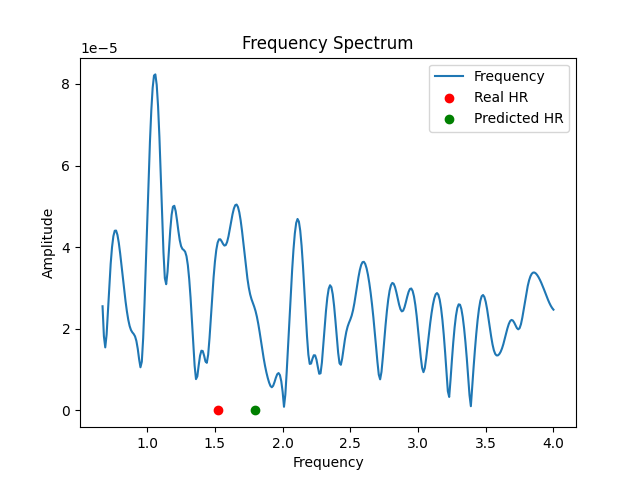 Frequency Spectrum
1e−5
Frequency
Real HR
Predicted HR
8
6
4
2
0
Amplitude
1.0 1.5 2.0 2.5 3.0 3.5 4.0
Frequency